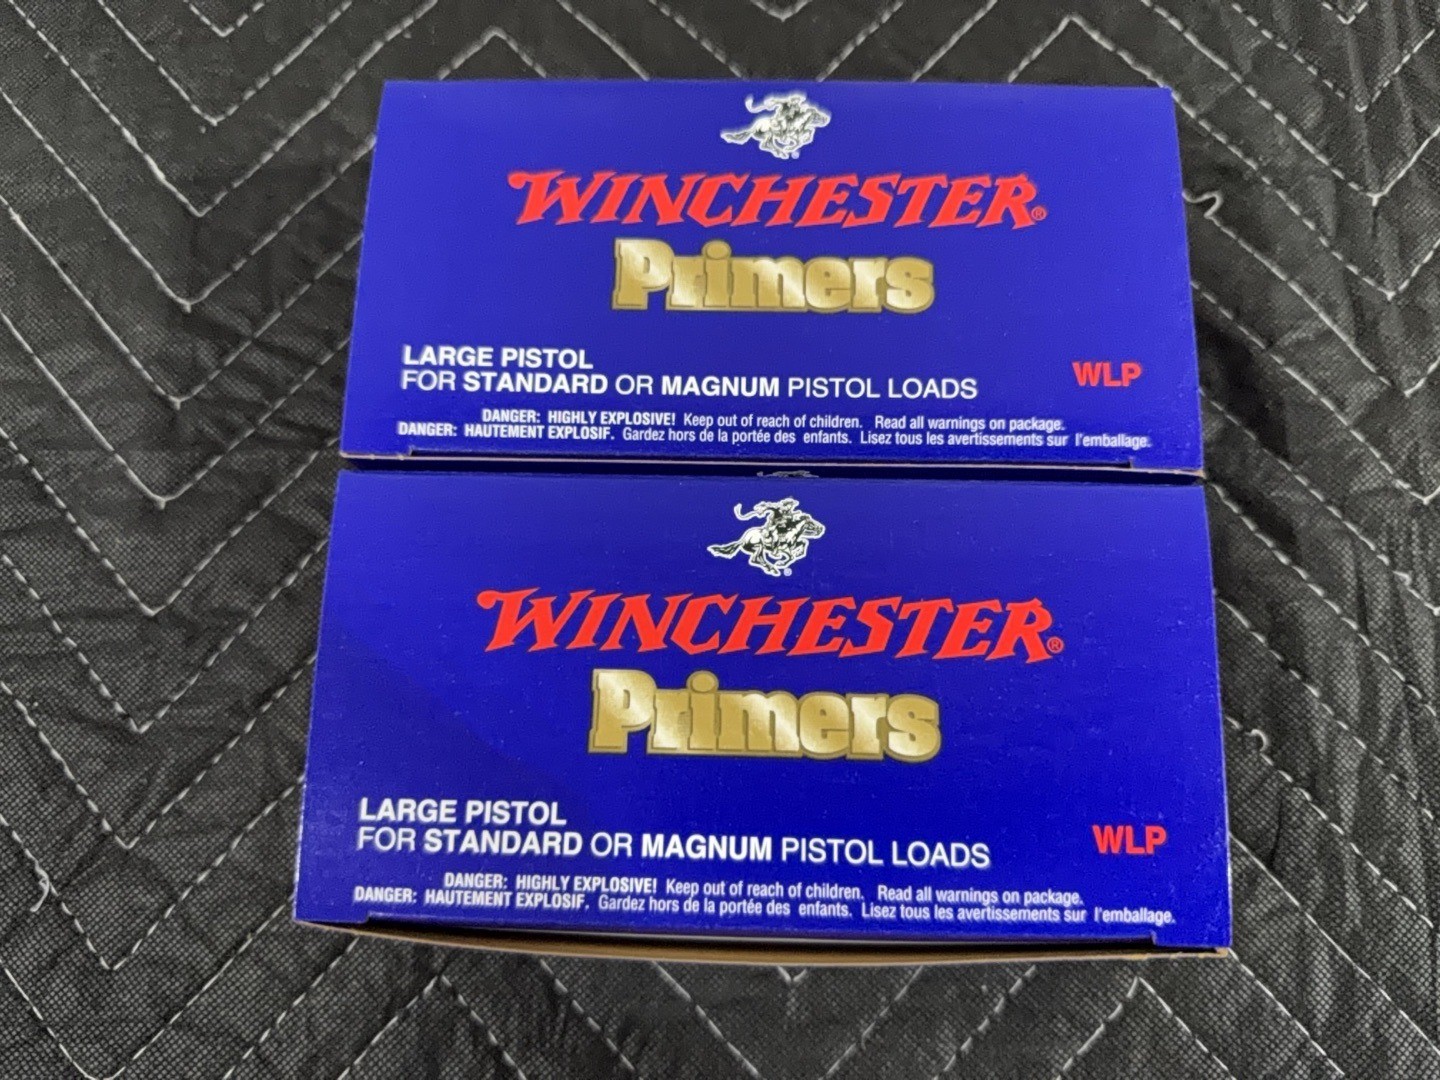 WINCHESTER®
Primers
LARGE PISTOL
FOR STANDARD OR MAGNUM PISTOL LOADS
WLP
DANGER: HIGHLY EXPLOSIVE! Keep out of reach of children. Read all warnings on package.
DANGER: HAUTEMENT EXPLOSIF. Gardez hors de la portée des enfants. Lisez tous les avertissements sur l'emballage.
WINCHESTER®
Primers
LARGE PISTOL
FOR STANDARD OR MAGNUM PISTOL LOADS
WLP
DANGER: HIGHLY EXPLOSIVE! Keep out of reach of children. Read all warnings on package.
DANGER: HAUTEMENT EXPLOSIF. Gardez hors de la portée des enfants. Lisez tous les avertissements sur l'emballage.